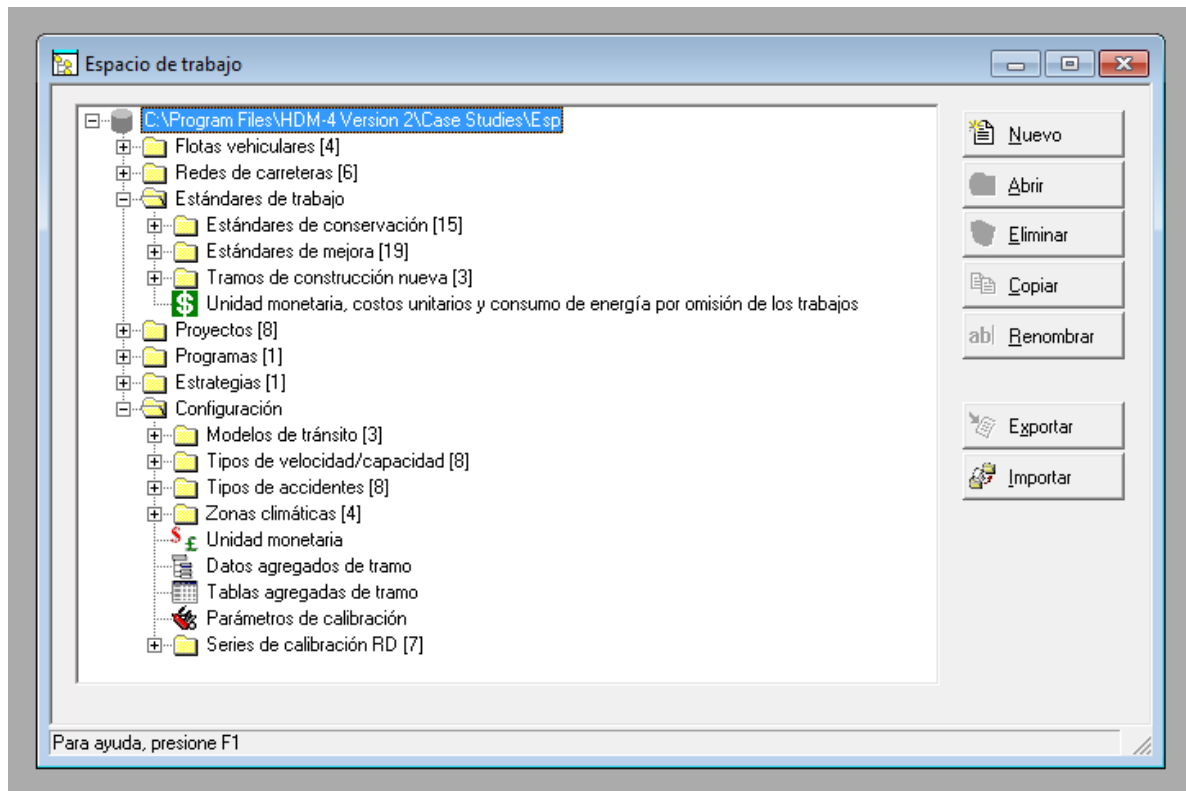 Espacio de trabajo
C:\Program Files\HDM-4 Version 2\Case Studies\Esp
Flotas vehiculares [4]
Redes de carreteras [6]
Estándares de trabajo
Estándares de conservación [15]
Estándares de mejora [19]
Tramos de construcción nueva [3]
$ Unidad monetaria, costos unitarios y consumo de energía por omisión de los trabajos
Proyectos [8]
Programas [1]
Estrategias [1]
Configuración
Modelos de tránsito [3]
Tipos de velocidad/capacidad [8]
Tipos de accidentes [8]
Zonas climáticas [4]
$ £ Unidad monetaria
Datos agregados de tramo
Tablas agregadas de tramo
Parámetros de calibración
Series de calibración RD [7]
Nuevo
Abrir
Eliminar
Copiar
ab| Renombrar
Exportar
Importar
Para ayuda, presione F1